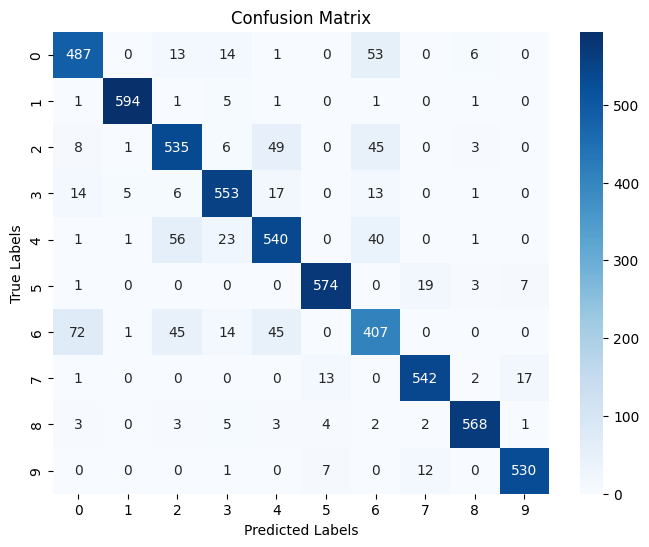 Confusion Matrix
0 487 0 13 14 1 0 53 0 6 0
1 1 594 1 5 1 0 1 0 1 0
2 8 1 535 6 49 0 45 0 3 0
3 14 5 6 553 17 0 13 0 1 0
4 1 1 56 23 540 0 40 0 1 0
5 1 0 0 0 0 574 0 19 3 7
6 72 1 45 14 45 0 407 0 0 0
7 1 0 0 0 0 13 0 542 2 17
8 3 0 3 5 3 4 2 2 568 1
9 0 0 0 1 0 7 0 12 0 530
0 1 2 3 4 5 6 7 8 9
Predicted Labels
True Labels
500
400
300
200
100
0